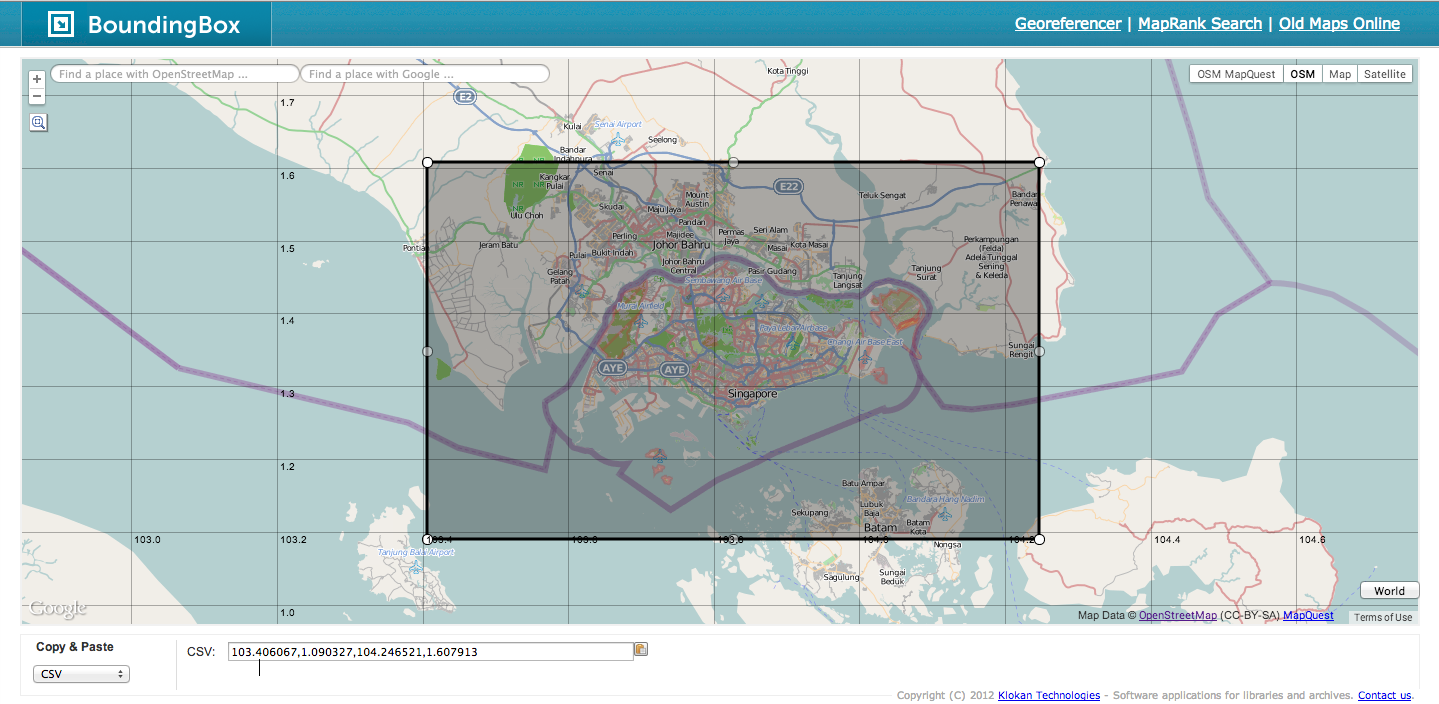 BoundingBox
Georeferencer | MapRank Search | Old Maps Online
+
−
Find a place with OpenStreetMap ...
Find a place with Google ...
OSM MapQuest
OSM
Map
Satellite
Kota Tinggi
E2
1.7
Kulai
Senai Airport
Seelong
Bandar
Indahpura
Senai
1.6
Kangkar
Pulai
NR
NR
NR
Ulu Choh
E22
Teluk Sengat
Bandar
Penawa
Mount
Austin
Skudai
Maju Jaya
Pandan
Perling
Majidee
Permas
Jaya
Seri Alam
Masai
Kota Masai
Perkampungan
(Felda)
Adela Tunggal
Sening
& Keleda
Pontia
1.5
Jeram Batu
Pulai
Bukit Indah
Johor Bahru
Johor Bahru
Central
Gelang
Patah
Pasir Gudang
Tanjung
Langsat
Tanjung
Surat
Sembawang Air Base
Murai Airfield
1.4
Paya Lebar Airbase
Changi Air Base East
Sungai
Rengit
AYE
AYE
1.3
Singapore
1.2
Batu Ampar
Bandara Hang Nadim
Lubuk
Baja
Sekupang
Batam
Batam
Kota
Nongsa
103.0
103.2
103.4
103.6
103.8
104.0
104.2
104.4
104.6
Tanjung Balai Airport
Sagulung
Sungai
Beduk
1.0
Google
World
Map Data © OpenStreetMap (CC-BY-SA) MapQuest
Terms of Use
Copy & Paste
CSV
CSV:
103.406067,1.090327,104.246521,1.607913
Copyright (C) 2012 Klokan Technologies - Software applications for libraries and archives. Contact us.